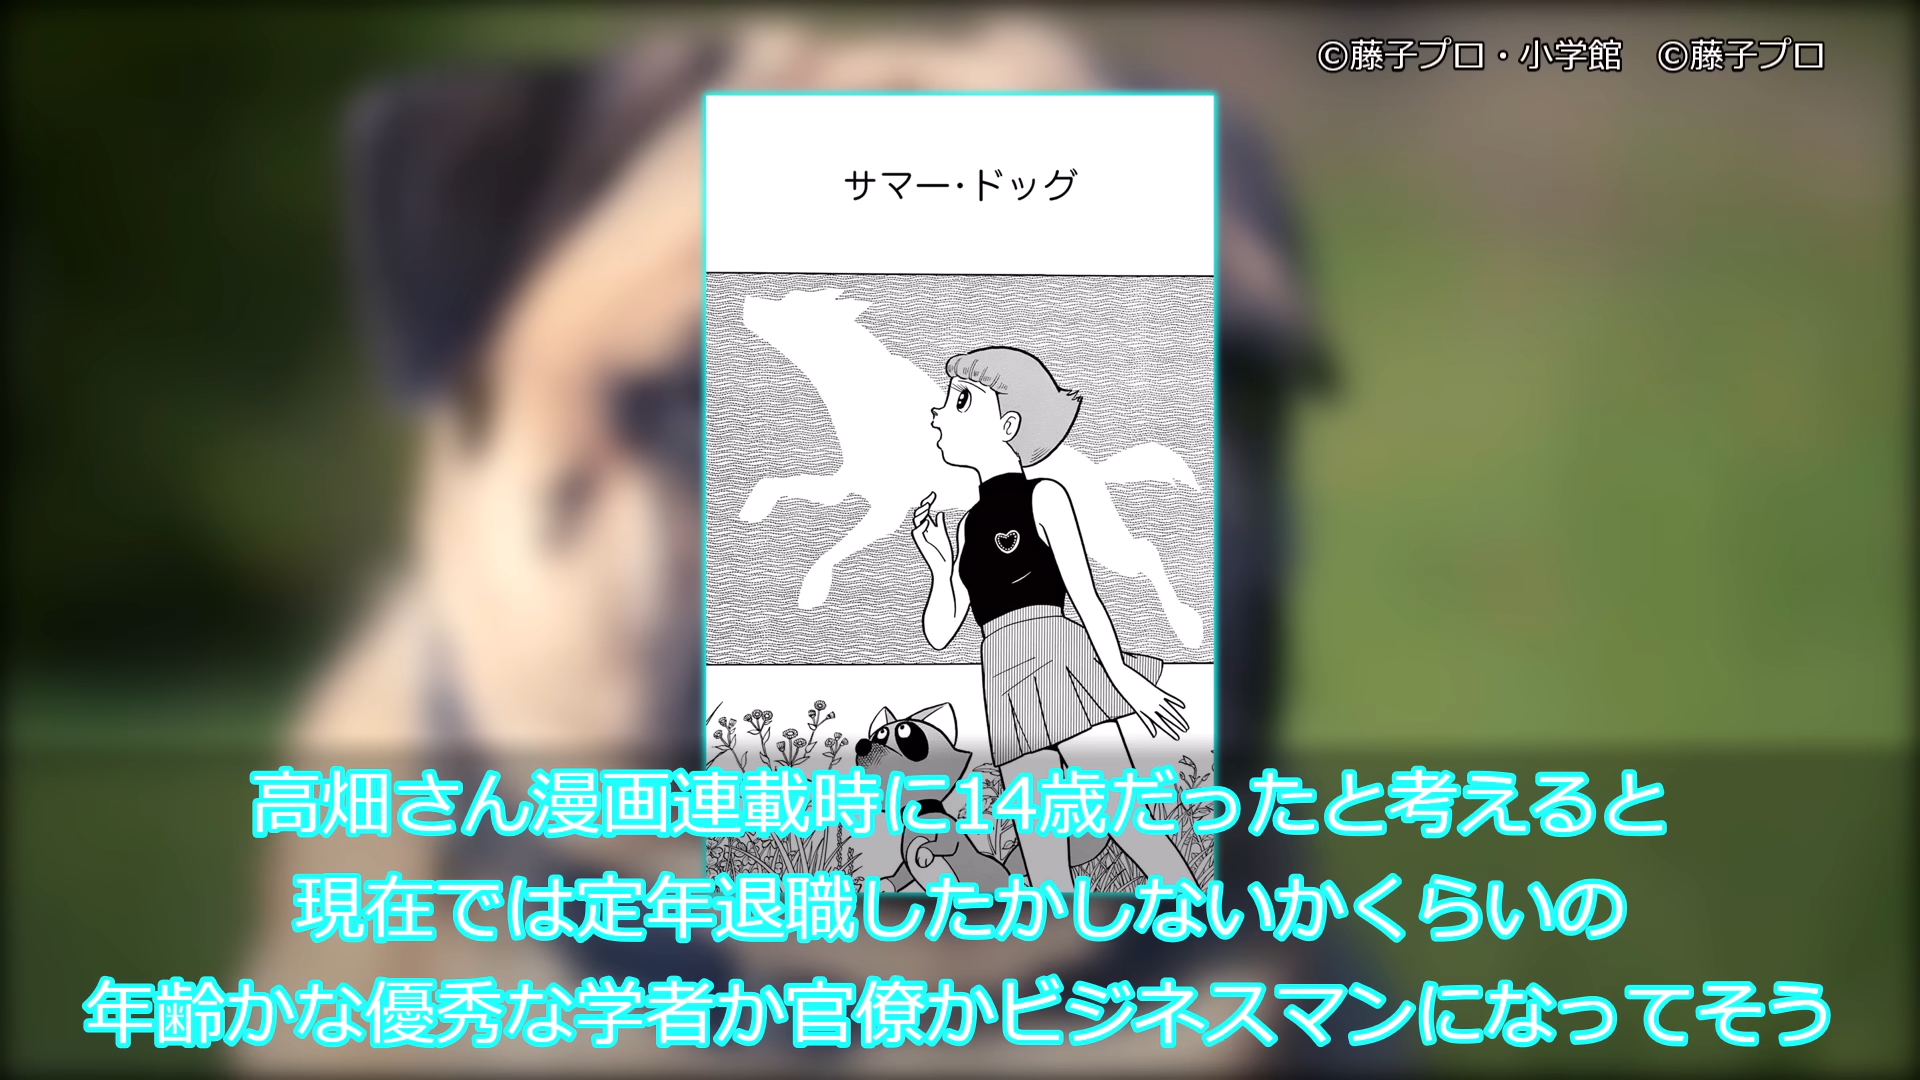 ©藤子プロ・小学館　©藤子プロ
サマー・ドッグ
高畑さん漫画連載時に14歳だったと考えると
現在では定年退職したかしないかくらいの
年齢かな優秀な学者か官僚かビジネスマンになってそう